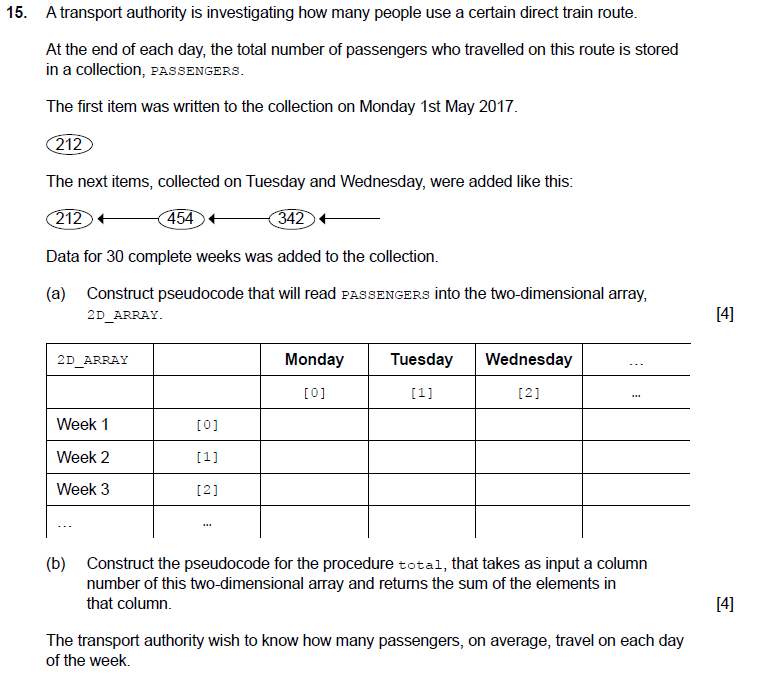 15. A transport authority is investigating how many people use a certain direct train route.
At the end of each day, the total number of passengers who travelled on this route is stored
in a collection, PASSENGERS.
The first item was written to the collection on Monday 1st May 2017.
212
The next items, collected on Tuesday and Wednesday, were added like this:
212 454 342
Data for 30 complete weeks was added to the collection.
(a) Construct pseudocode that will read PASSENGERS into the two-dimensional array,
2D_ARRAY. [4]
2D_ARRAY Monday Tuesday Wednesday ...
[0] [1] [2] ...
Week 1 [0]
Week 2 [1]
Week 3 [2]
... ...
(b) Construct the pseudocode for the procedure total, that takes as input a column
number of this two-dimensional array and returns the sum of the elements in
that column. [4]
The transport authority wish to know how many passengers, on average, travel on each day
of the week.